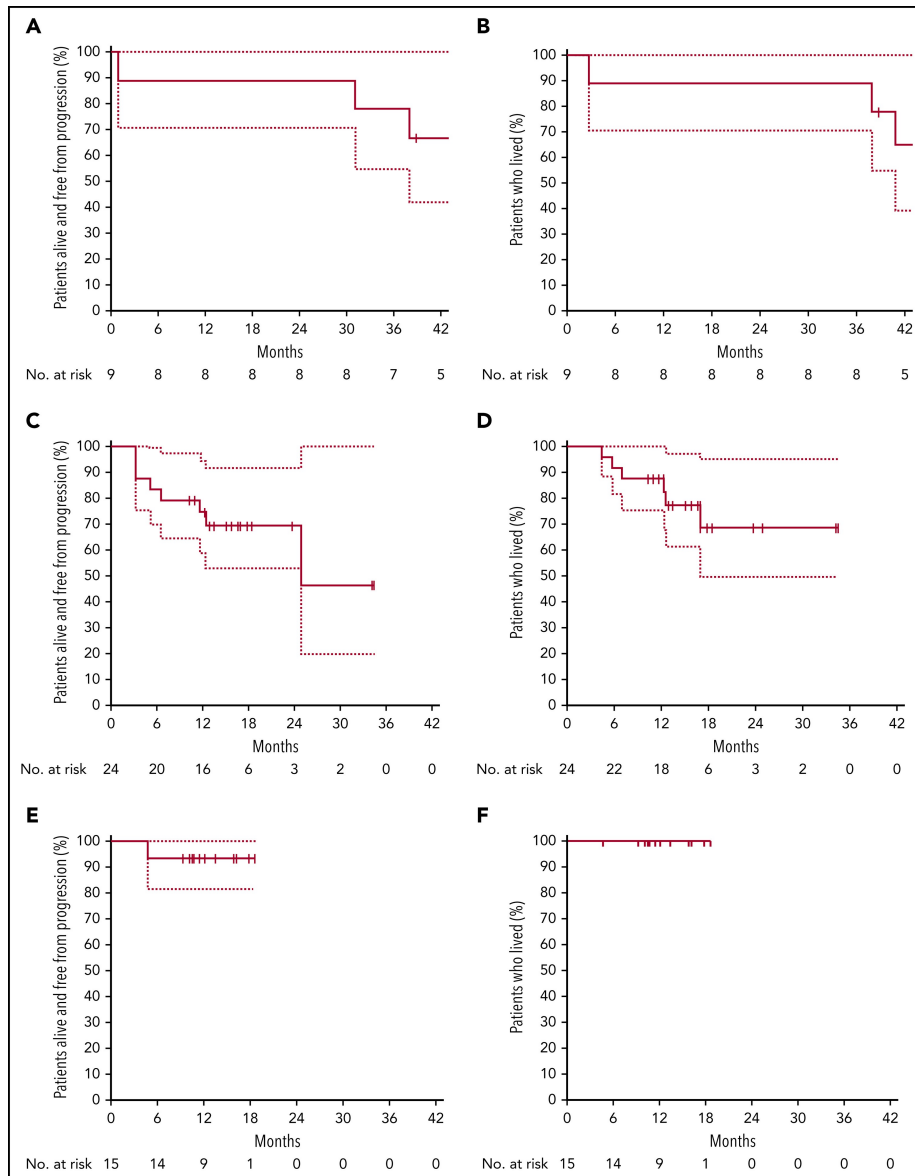 A
Patients alive and free from progression (%)
100
90
80
70
60
50
40
30
20
10
0
0 6 12 18 24 30 36 42
Months
No. at risk 9 8 8 8 8 8 7 5
B
Patients who lived (%)
100
90
80
70
60
50
40
30
20
10
0
0 6 12 18 24 30 36 42
Months
No. at risk 9 8 8 8 8 8 8 5
C
Patients alive and free from progression (%)
100
90
80
70
60
50
40
30
20
10
0
0 6 12 18 24 30 36 42
Months
No. at risk 24 20 16 6 3 2 0 0
D
Patients who lived (%)
100
90
80
70
60
50
40
30
20
10
0
0 6 12 18 24 30 36 42
Months
No. at risk 24 22 18 6 3 2 0 0
E
Patients alive and free from progression (%)
100
90
80
70
60
50
40
30
20
10
0
0 6 12 18 24 30 36 42
Months
No. at risk 15 14 9 1 0 0 0 0
F
Patients who lived (%)
100
90
80
70
60
50
40
30
20
10
0
0 6 12 18 24 30 36 42
Months
No. at risk 15 14 9 1 0 0 0 0